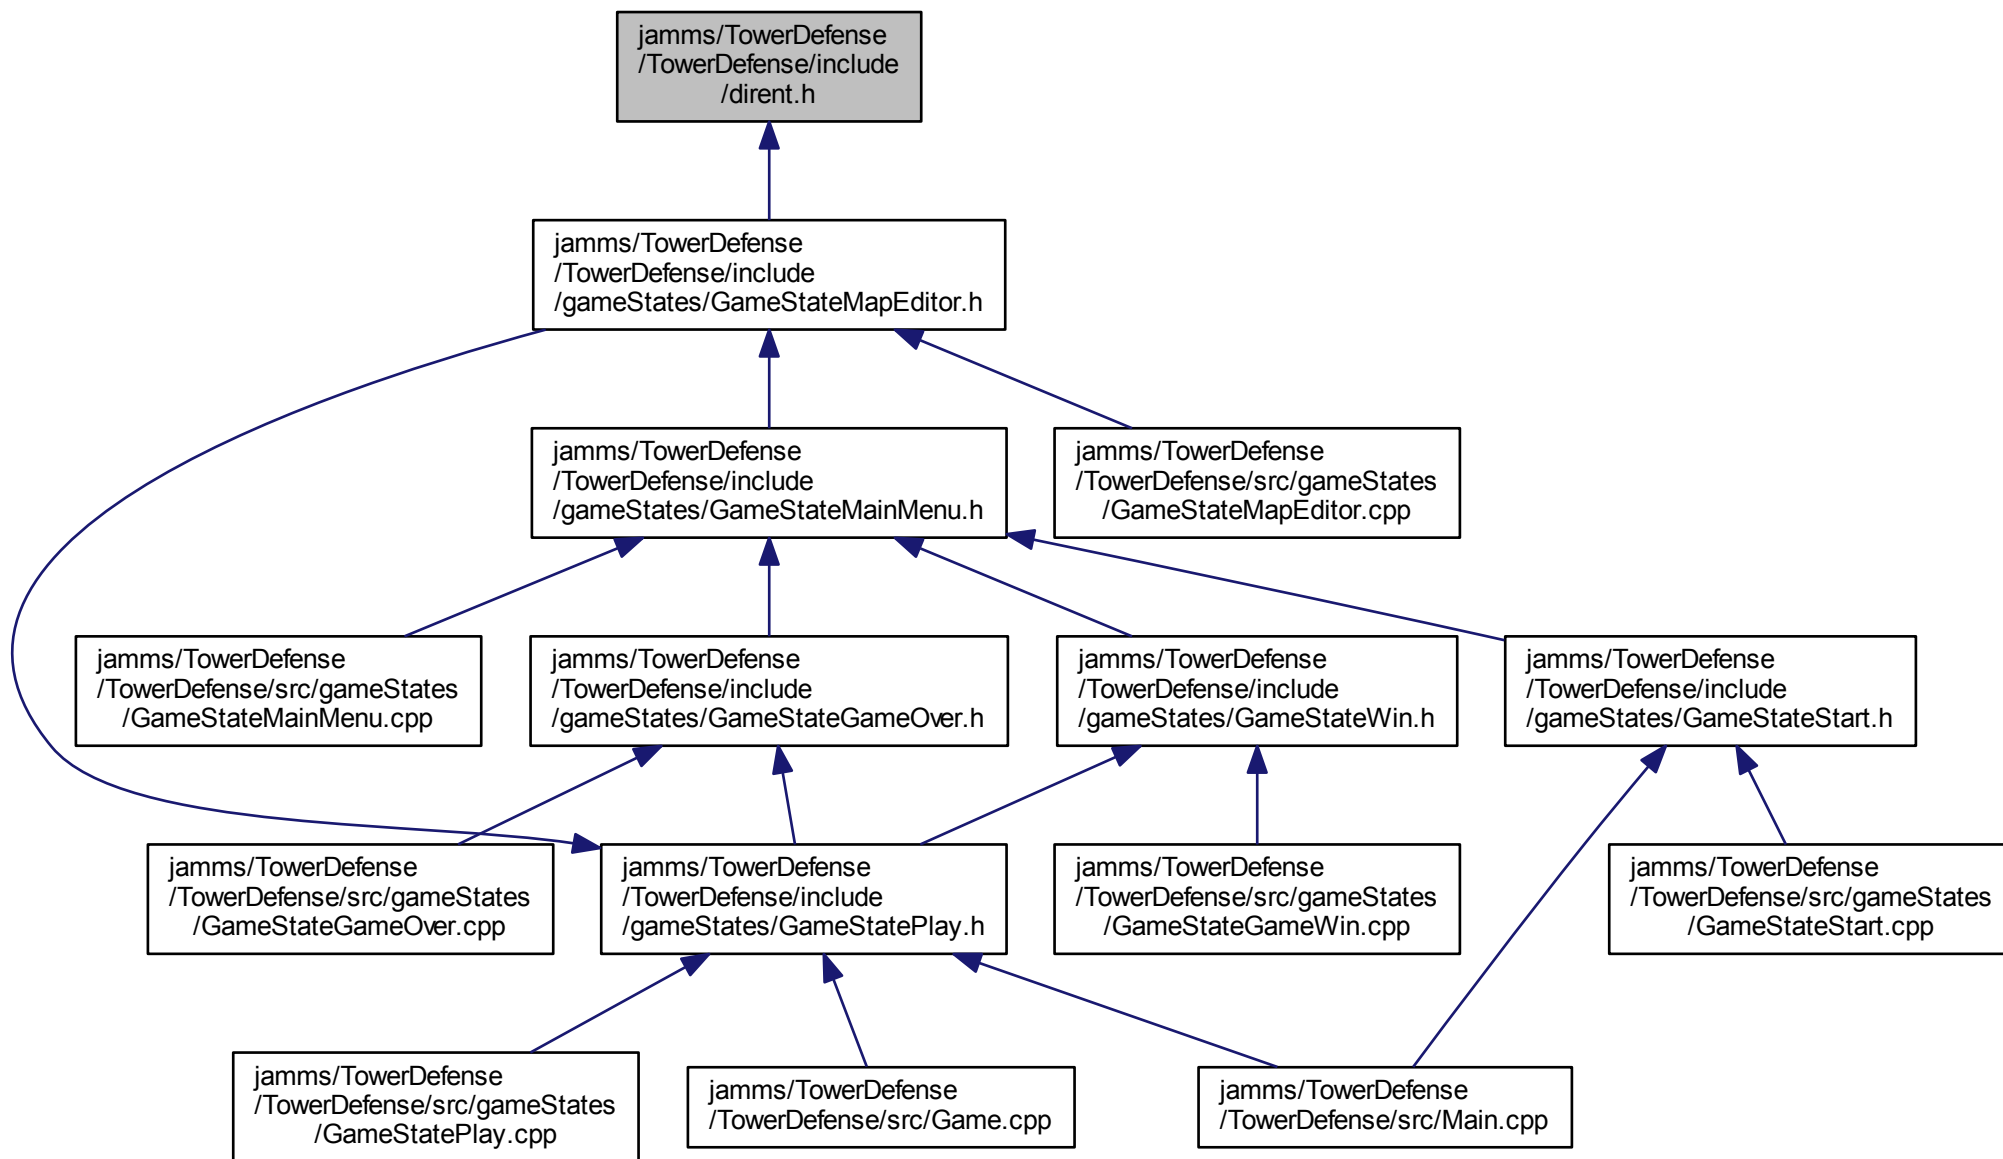 jamms/TowerDefense
/TowerDefense/include
/dirent.h
jamms/TowerDefense
/TowerDefense/include
/gameStates/GameStateMapEditor.h
jamms/TowerDefense
/TowerDefense/include
/gameStates/GameStateMainMenu.h
jamms/TowerDefense
/TowerDefense/src/gameStates
/GameStateMapEditor.cpp
jamms/TowerDefense
/TowerDefense/src/gameStates
/GameStateMainMenu.cpp
jamms/TowerDefense
/TowerDefense/include
/gameStates/GameStateGameOver.h
jamms/TowerDefense
/TowerDefense/include
/gameStates/GameStateWin.h
jamms/TowerDefense
/TowerDefense/include
/gameStates/GameStateStart.h
jamms/TowerDefense
/TowerDefense/src/gameStates
/GameStateGameOver.cpp
jamms/TowerDefense
/TowerDefense/include
/gameStates/GameStatePlay.h
jamms/TowerDefense
/TowerDefense/src/gameStates
/GameStateGameWin.cpp
jamms/TowerDefense
/TowerDefense/src/gameStates
/GameStateStart.cpp
jamms/TowerDefense
/TowerDefense/src/gameStates
/GameStatePlay.cpp
jamms/TowerDefense
/TowerDefense/src/Game.cpp
jamms/TowerDefense
/TowerDefense/src/Main.cpp